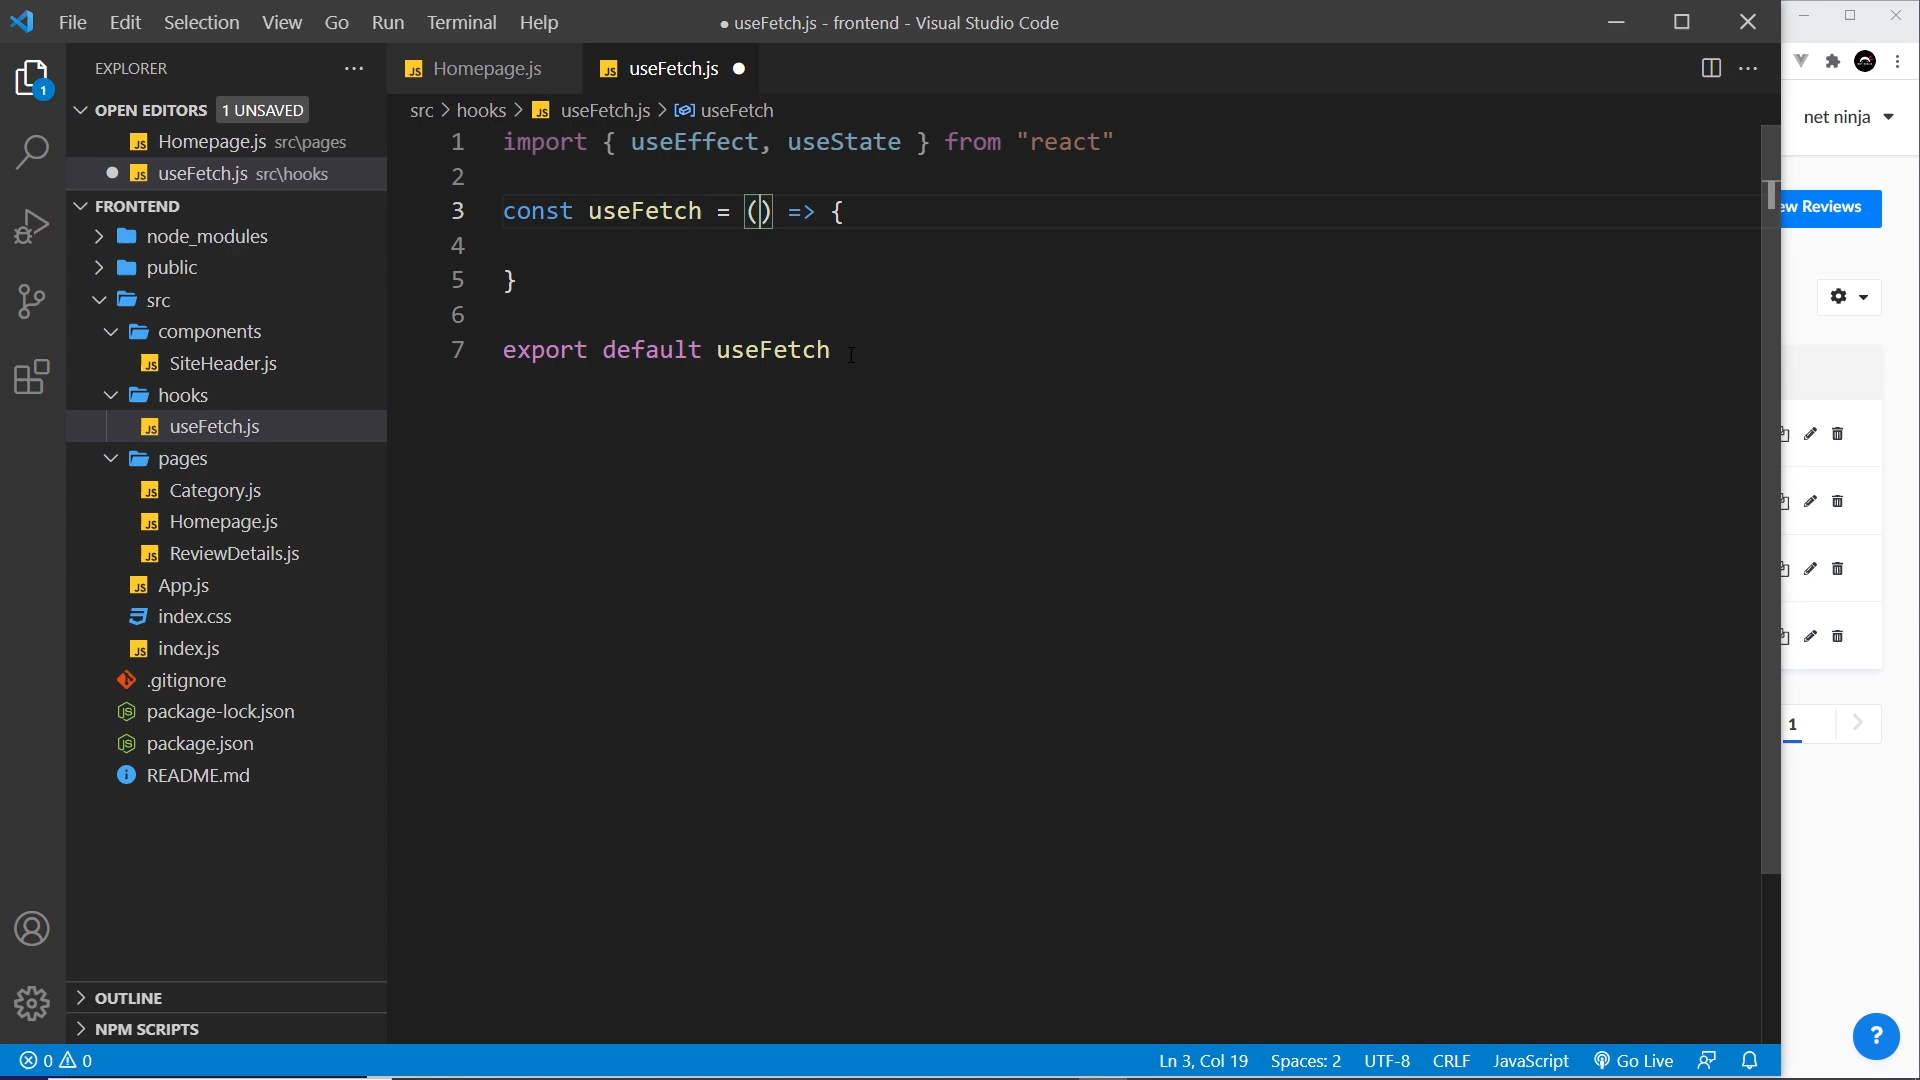 File Edit Selection View Go Run Terminal Help
● useFetch.js - frontend - Visual Studio Code
EXPLORER
OPEN EDITORS 1 UNSAVED
Homepage.js src\pages
useFetch.js src\hooks
FRONTEND
node_modules
public
src
components
SiteHeader.js
hooks
useFetch.js
pages
Category.js
Homepage.js
ReviewDetails.js
App.js
index.css
index.js
.gitignore
package-lock.json
package.json
README.md
OUTLINE
NPM SCRIPTS
1
Homepage.js useFetch.js
src > hooks > useFetch.js > useFetch
1 import { useEffect, useState } from "react"
2
3 const useFetch = () => {
4
5 }
6
7 export default useFetch
net ninja
ew Reviews
1
?
0 0
Ln 3, Col 19 Spaces: 2 UTF-8 CRLF JavaScript Go Live